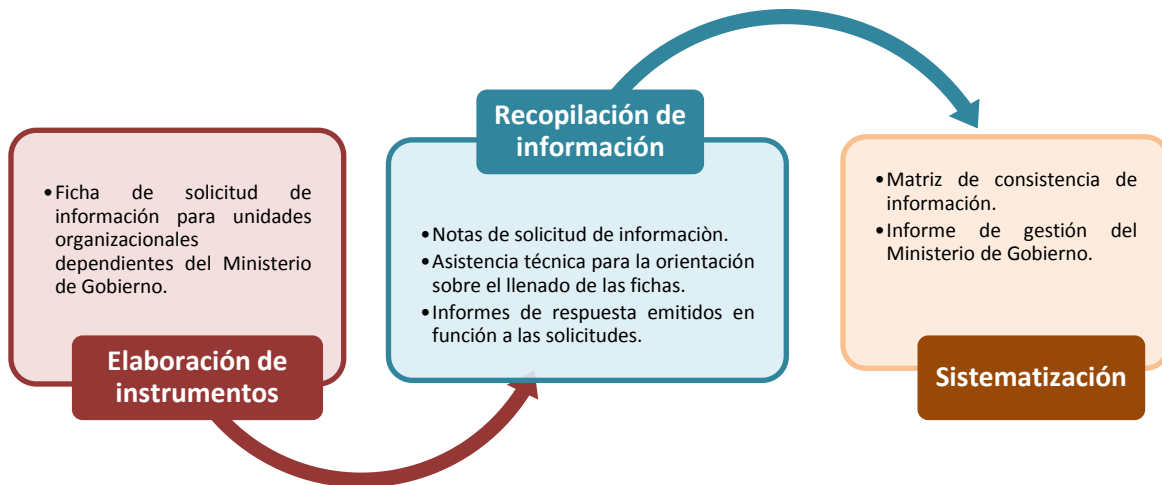 •Ficha de solicitud de
información para unidades
organizacionales
dependientes del Ministerio
de Gobierno.
Elaboración de
instrumentos
Recopilación de
información
•Notas de solicitud de informaciòn.
•Asistencia técnica para la orientación
sobre el llenado de las fichas.
•Informes de respuesta emitidos en
función a las solicitudes.
•Matriz de consistencia de
información.
•Informe de gestión del
Ministerio de Gobierno.
Sistematización